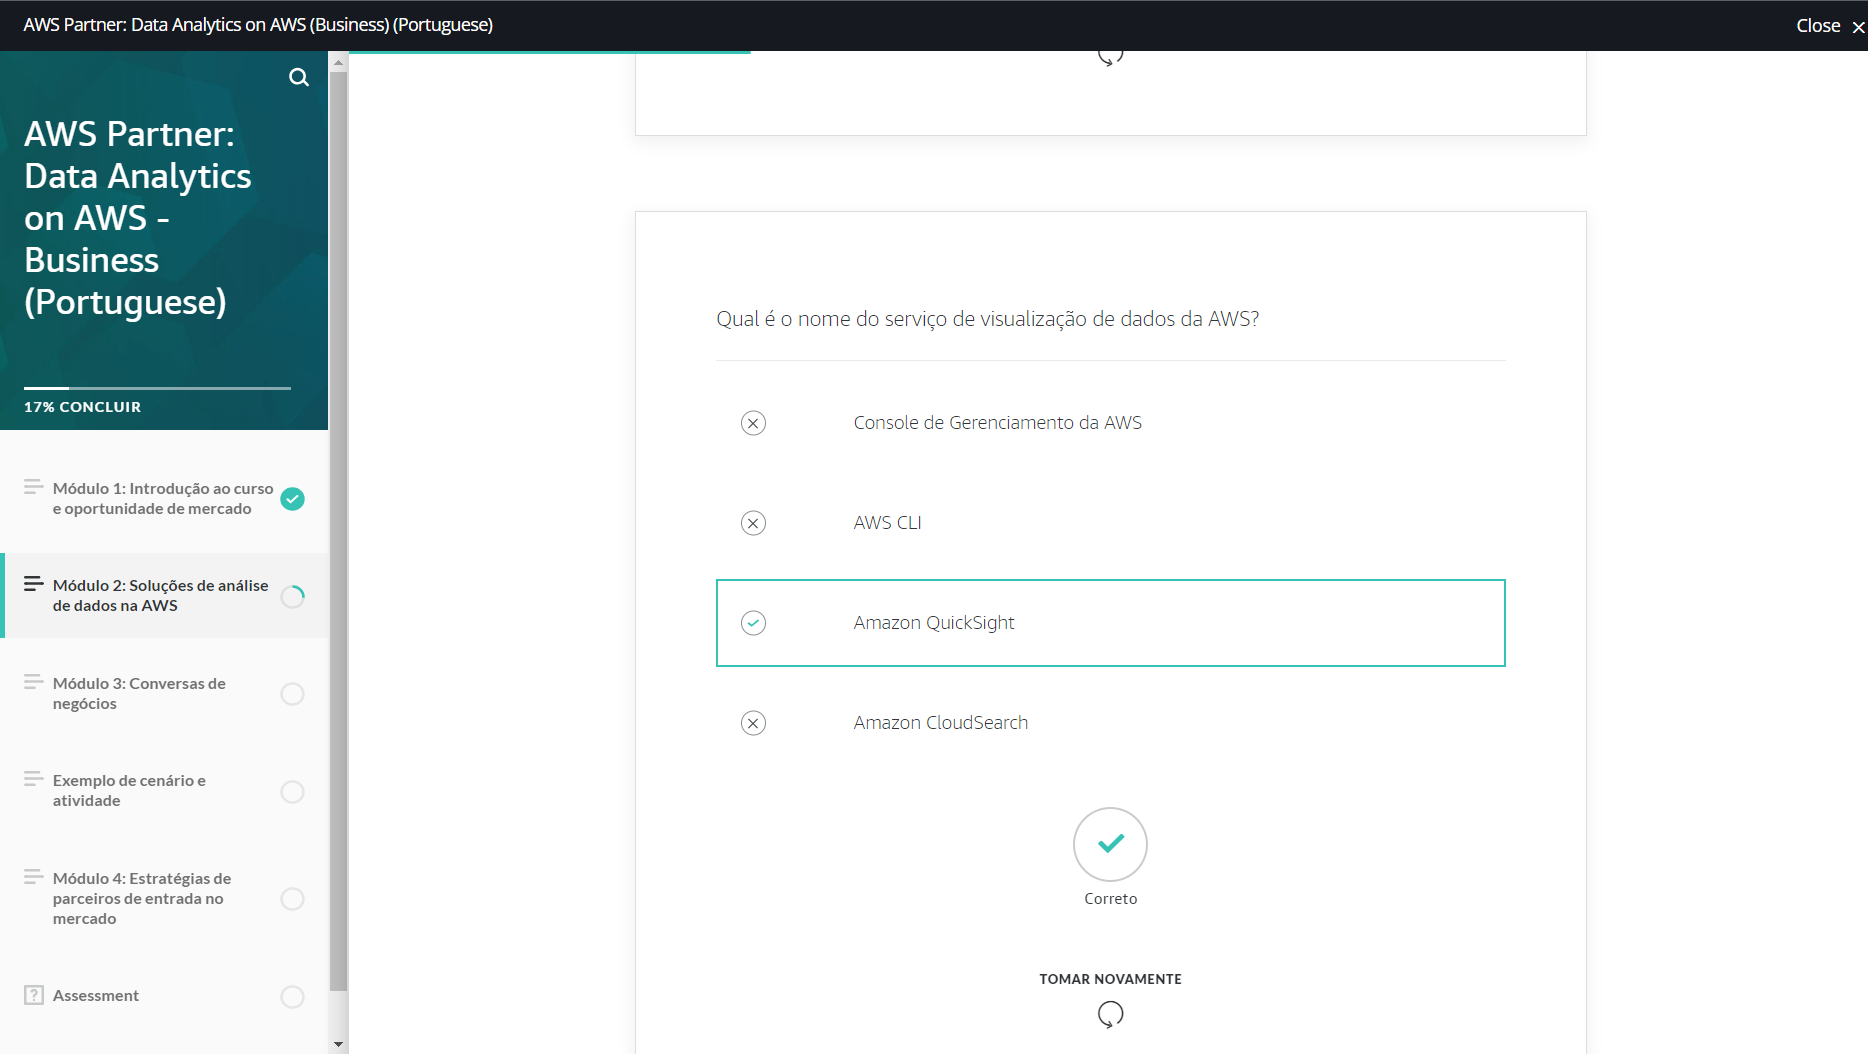 AWS Partner: Data Analytics on AWS (Business) (Portuguese)
Close
AWS Partner:
Data Analytics
on AWS -
Business
(Portuguese)
17% CONCLUIR
Módulo 1: Introdução ao curso
e oportunidade de mercado
Módulo 2: Soluções de análise
de dados na AWS
Módulo 3: Conversas de
negócios
Exemplo de cenário e
atividade
Módulo 4: Estratégias de
parceiros de entrada no
mercado
Assessment
Qual é o nome do serviço de visualização de dados da AWS?
Console de Gerenciamento da AWS
AWS CLI
Amazon QuickSight
Amazon CloudSearch
Correto
TOMAR NOVAMENTE